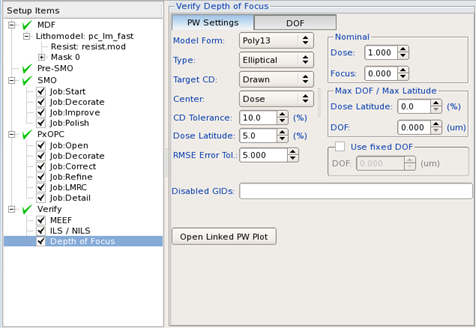 Setup Items
MDF
Lithomodel: pc_lm_fast
Resist: resist.mod
Mask 0
Pre-SMO
SMO
Job:Start
Job:Decorate
Job:Improve
Job:Polish
PxOPC
Job:Open
Job:Decorate
Job:Correct
Job:Refine
Job:LMRC
Job:Detail
Verify
MEEF
ILS / NILS
Depth of Focus
Verify Depth of Focus
PW Settings
DOF
Model Form: Poly13
Type: Elliptical
Target CD: Drawn
Center: Dose
CD Tolerance: 10.0 (%)
Dose Latitude: 5.0 (%)
RMSE Error Tol.: 5.000
Nominal
Dose: 1.000
Focus: 0.000
Max DOF / Max Latitude
Dose Latitude: 0.0 (%)
DOF: 0.000 (um)
Use fixed DOF
DOF: 0.000 (um)
Disabled GIDs:
Open Linked PW Plot